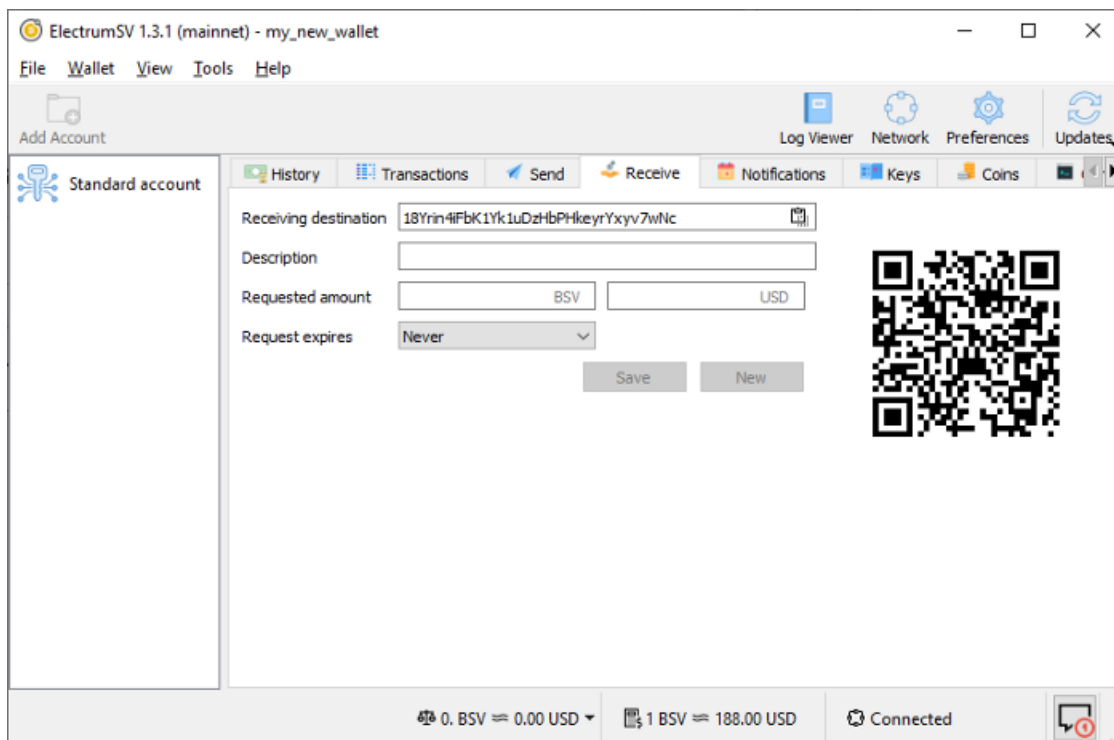 ElectrumSV 1.3.1 (mainnet) - my_new_wallet
File Wallet View Tools Help
Add Account
Log Viewer Network Preferences Updates
Standard account
History Transactions Send Receive Notifications Keys Coins
Receiving destination 18Yrin4iFbK1Yk1uDzHbPHkeyrYxyv7wNc
Description
Requested amount BSV USD
Request expires Never
Save New
0. BSV ≈ 0.00 USD 1 BSV ≈ 188.00 USD Connected
1